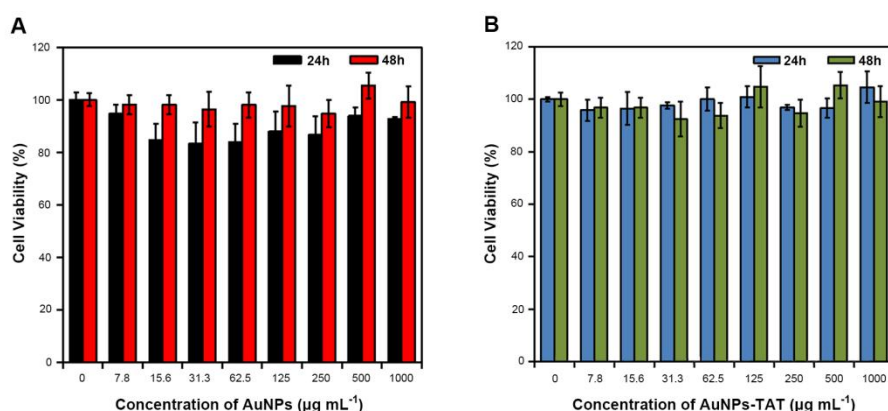 A
120
100
80
60
40
20
0
Cell Viability (%)
24h 48h
0 7.8 15.6 31.3 62.5 125 250 500 1000
Concentration of AuNPs (µg mL⁻¹)
B
120
100
80
60
40
20
0
Cell Viability (%)
24h 48h
0 7.8 15.6 31.3 62.5 125 250 500 1000
Concentration of AuNPs-TAT (µg mL⁻¹)